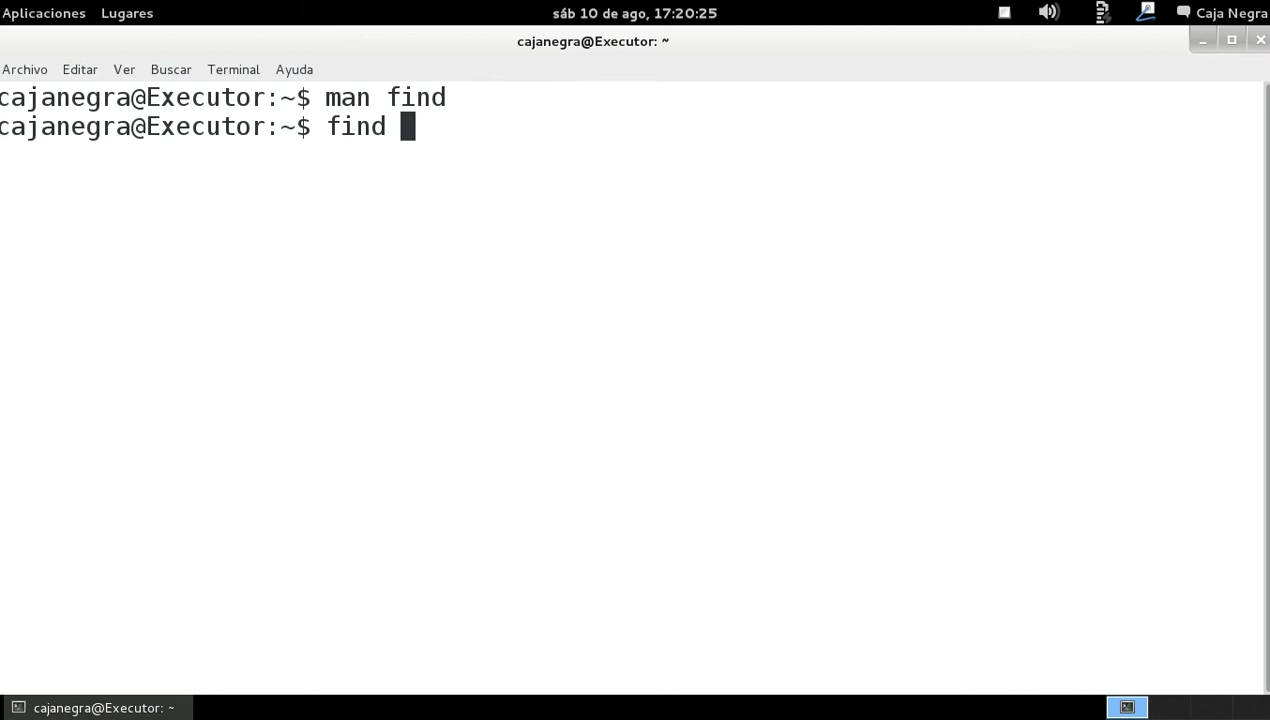 Aplicaciones Lugares sáb 10 de ago, 17:20:25 Caja Negra
cajanegra@Executor: ~
Archivo Editar Ver Buscar Terminal Ayuda
cajanegra@Executor:~$ man find
cajanegra@Executor:~$ find
cajanegra@Executor: ~